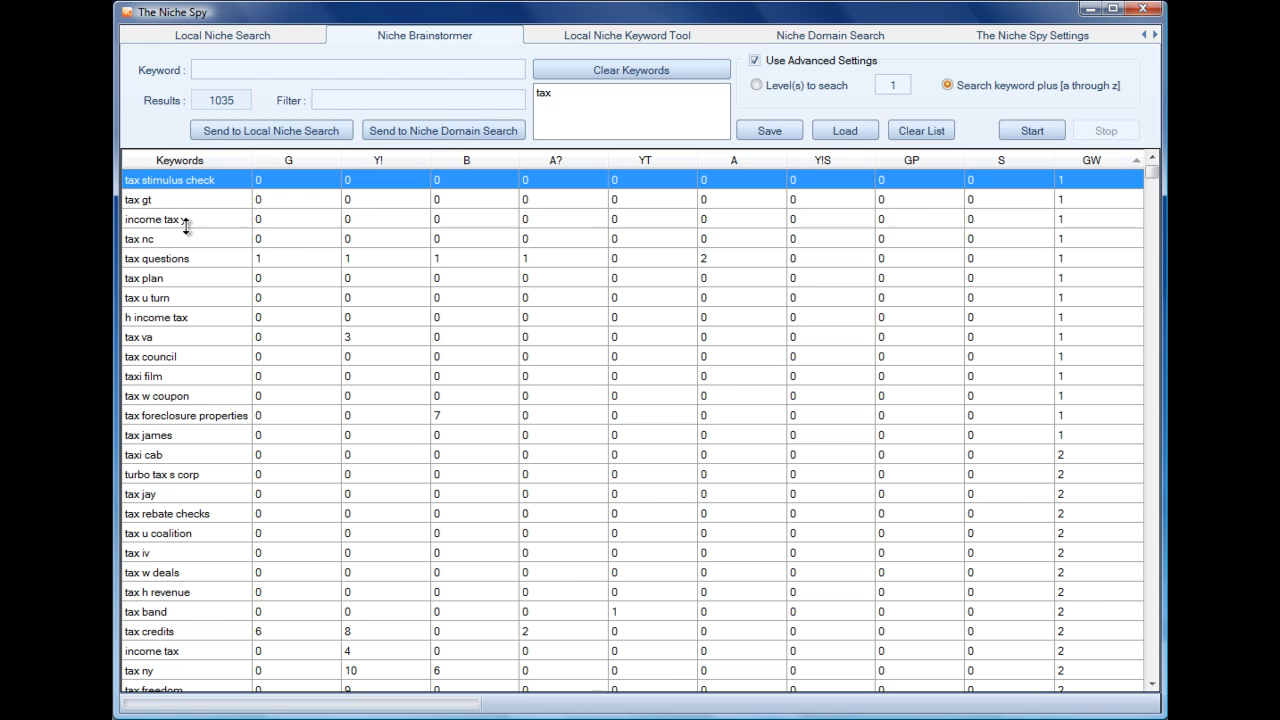 The Niche Spy
Local Niche Search Niche Brainstormer Local Niche Keyword Tool Niche Domain Search The Niche Spy Settings
Keyword : Clear Keywords Use Advanced Settings
tax Level(s) to seach 1 Search keyword plus [a through z]
Results : 1035 Filter :
Send to Local Niche Search Send to Niche Domain Search Save Load Clear List Start Stop
Keywords G Y! B A? YT A Y!S GP S GW
tax stimulus check 0 0 0 0 0 0 0 0 0 1
tax gt 0 0 0 0 0 0 0 0 0 1
income tax 0 0 0 0 0 0 0 0 0 1
tax nc 0 0 0 0 0 0 0 0 0 1
tax questions 1 1 1 1 0 2 0 0 0 1
tax plan 0 0 0 0 0 0 0 0 0 1
tax u turn 0 0 0 0 0 0 0 0 0 1
h income tax 0 0 0 0 0 0 0 0 0 1
tax va 0 3 0 0 0 0 0 0 0 1
tax council 0 0 0 0 0 0 0 0 0 1
taxi film 0 0 0 0 0 0 0 0 0 1
tax w coupon 0 0 0 0 0 0 0 0 0 1
tax foreclosure properties 0 0 7 0 0 0 0 0 0 1
tax james 0 0 0 0 0 0 0 0 0 1
taxi cab 0 0 0 0 0 0 0 0 0 2
turbo tax s corp 0 0 0 0 0 0 0 0 0 2
tax jay 0 0 0 0 0 0 0 0 0 2
tax rebate checks 0 0 0 0 0 0 0 0 0 2
tax u coalition 0 0 0 0 0 0 0 0 0 2
tax iv 0 0 0 0 0 0 0 0 0 2
tax w deals 0 0 0 0 0 0 0 0 0 2
tax h revenue 0 0 0 0 0 0 0 0 0 2
tax band 0 0 0 0 1 0 0 0 0 2
tax credits 6 8 0 2 0 0 0 0 0 2
income tax 0 4 0 0 0 0 0 0 0 2
tax ny 0 10 6 0 0 0 0 0 0 2
tax freedom 0 9 0 0 0 0 0 0 0 2